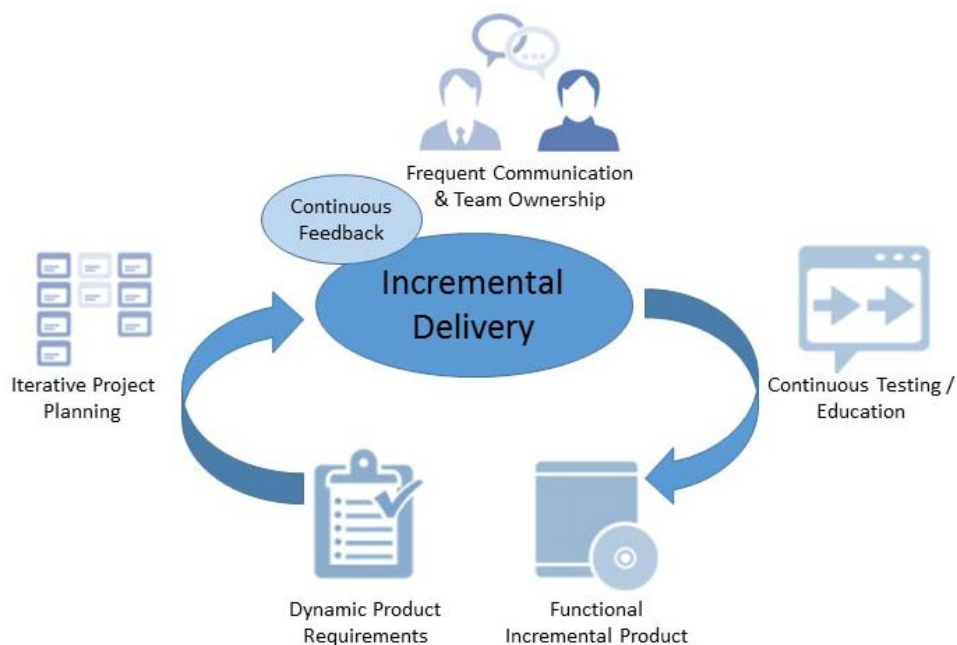 Frequent Communication
& Team Ownership
Continuous
Feedback
Incremental
Delivery
Iterative Project
Planning
Continuous Testing /
Education
Dynamic Product
Requirements
Functional
Incremental Product